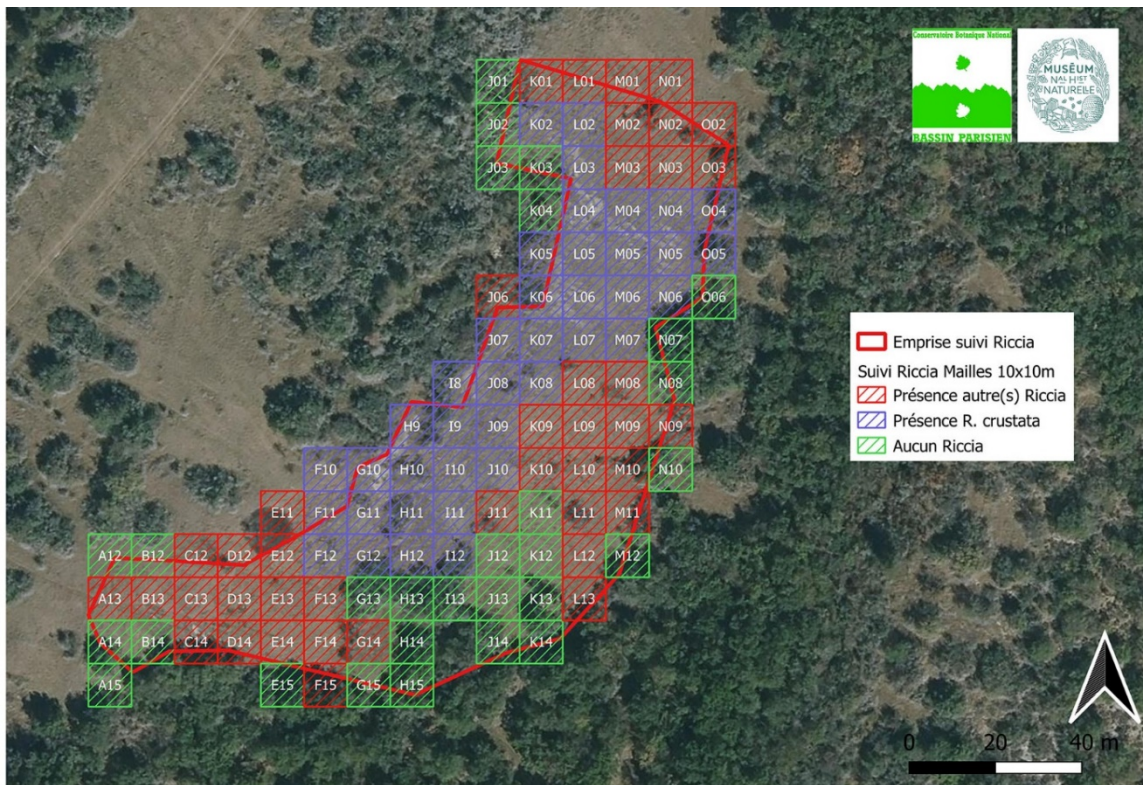 Conservatoire Botanique National
BASSIN PARISIEN
MUSÉUM
NAL HIST
NATURELLE
J01 K01 L01 M01 N01
J02 K02 L02 M02 N02 O02
J03 K03 L03 M03 N03 O03
K04 L04 M04 N04 O04
K05 L05 M05 N05 O05
J06 K06 L06 M06 N06 O06
J07 K07 L07 M07 N07
I8 J08 K08 L08 M08 N08
H9 I9 J09 K09 L09 M09 N09
F10 G10 H10 I10 J10 K10 L10 M10 N10
E11 F11 G11 H11 I11 J11 K11 L11 M11
A12 B12 C12 D12 E12 F12 G12 H12 I12 J12 K12 L12 M12
A13 B13 C13 D13 E13 F13 G13 H13 I13 J13 K13 L13
A14 B14 C14 D14 E14 F14 G14 H14 J14 K14
A15 E15 F15 G15 H15
Emprise suivi Riccia
Suivi Riccia Mailles 10x10m
Présence autre(s) Riccia
Présence R. crustata
Aucun Riccia
0 20 40 m